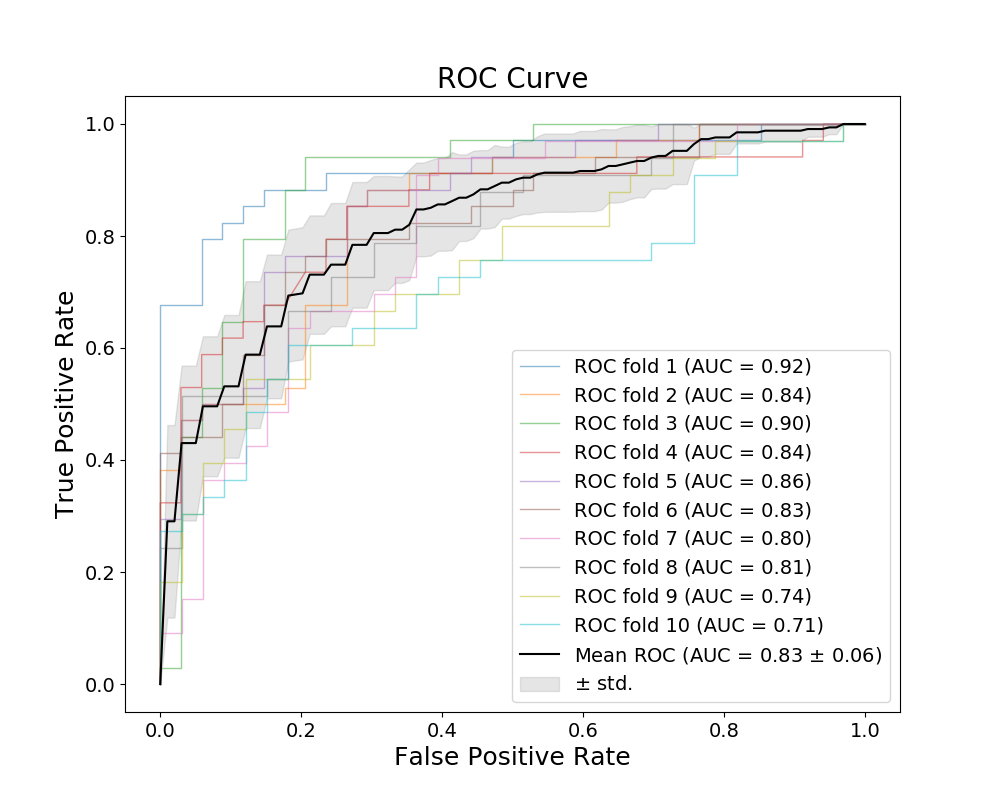 ROC Curve
1.0
0.8
0.6
0.4
0.2
0.0
True Positive Rate
0.0 0.2 0.4 0.6 0.8 1.0
False Positive Rate
ROC fold 1 (AUC = 0.92)
ROC fold 2 (AUC = 0.84)
ROC fold 3 (AUC = 0.90)
ROC fold 4 (AUC = 0.84)
ROC fold 5 (AUC = 0.86)
ROC fold 6 (AUC = 0.83)
ROC fold 7 (AUC = 0.80)
ROC fold 8 (AUC = 0.81)
ROC fold 9 (AUC = 0.74)
ROC fold 10 (AUC = 0.71)
Mean ROC (AUC = 0.83 ± 0.06)
± std.